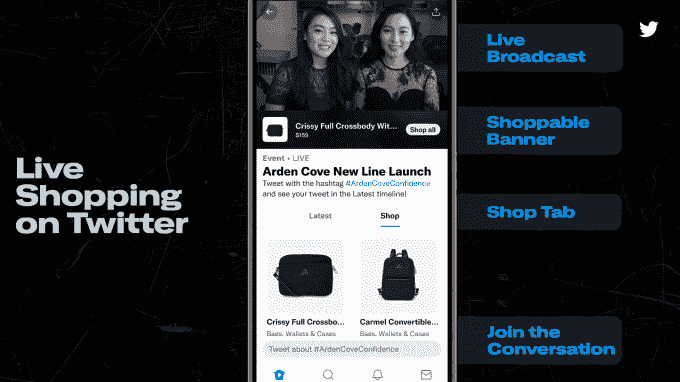 Live
Shopping
on Twitter
Crissy Full Crossbody Wit...
$159
Shop all
Event • LIVE
Arden Cove New Line Launch
Tweet with the hashtag #ArdenCoveConfidence
and see your tweet in the Latest timeline!
Latest
Shop
Crissy Full Crossbo...
Carmel Convertible...
Bags, Wallets & Cases
Bags, Wallets & Cases
Tweet about #ArdenCoveConfidence
Live
Broadcast
Shoppable
Banner
Shop Tab
Join the
Conversation